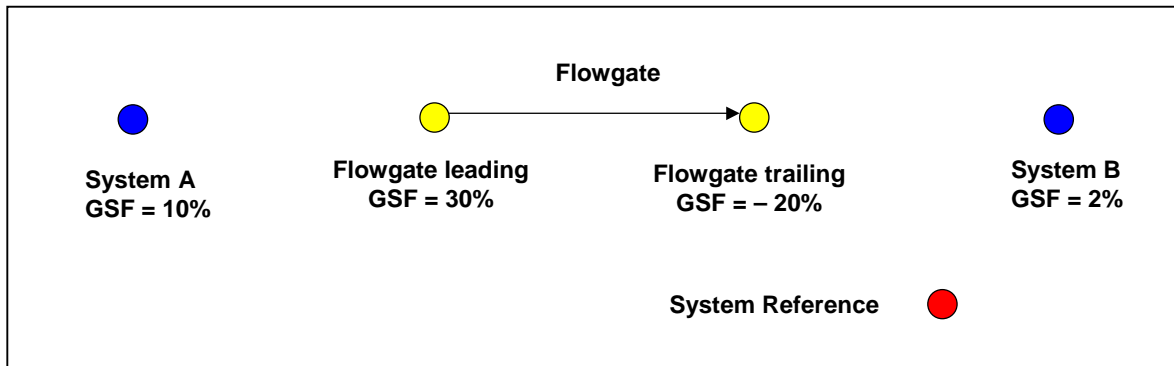 Flowgate
System A
GSF = 10%
Flowgate leading
GSF = 30%
Flowgate trailing
GSF = – 20%
System B
GSF = 2%
System Reference